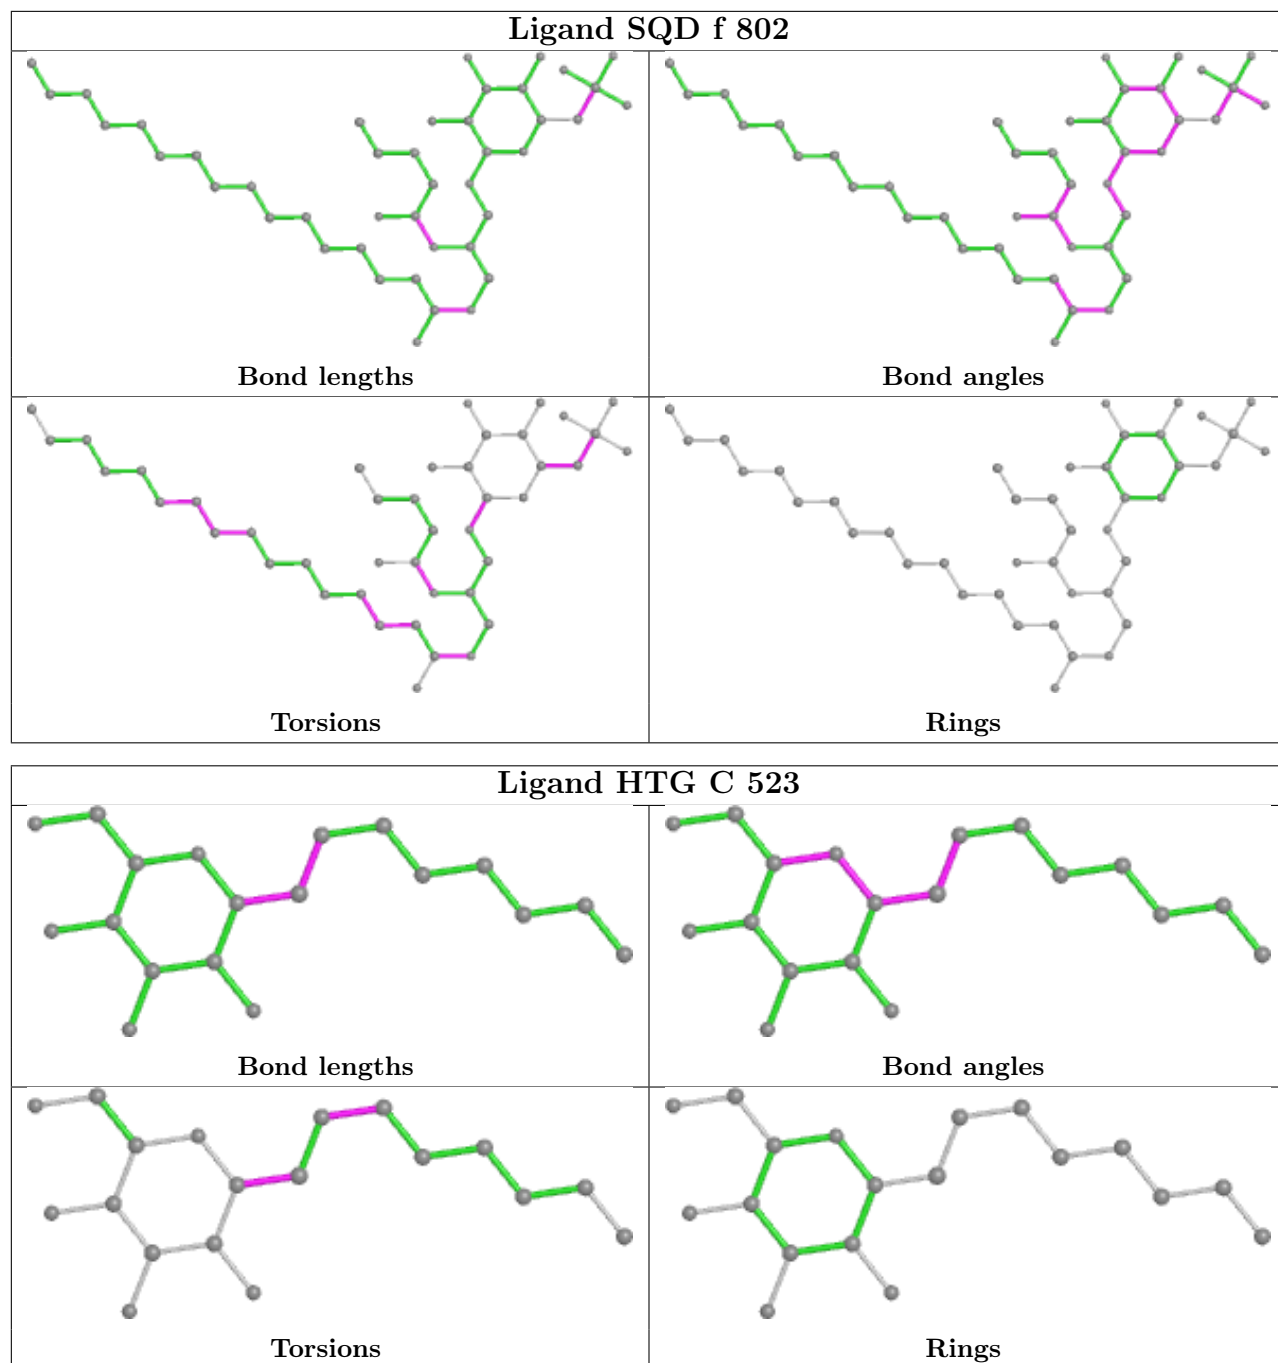 Ligand SQD f 802
Bond lengths
Bond angles
Torsions
Rings
Ligand HTG C 523
Bond lengths
Bond angles
Torsions
Rings